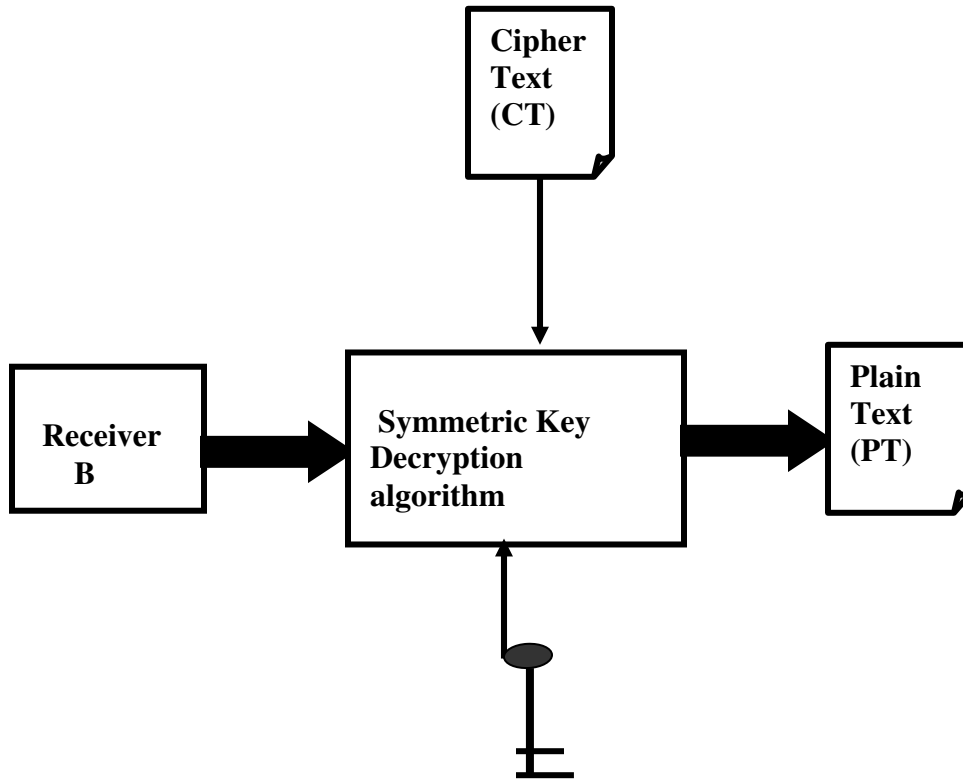 Cipher
Text
(CT)
Receiver
B
Symmetric Key
Decryption
algorithm
Plain
Text
(PT)